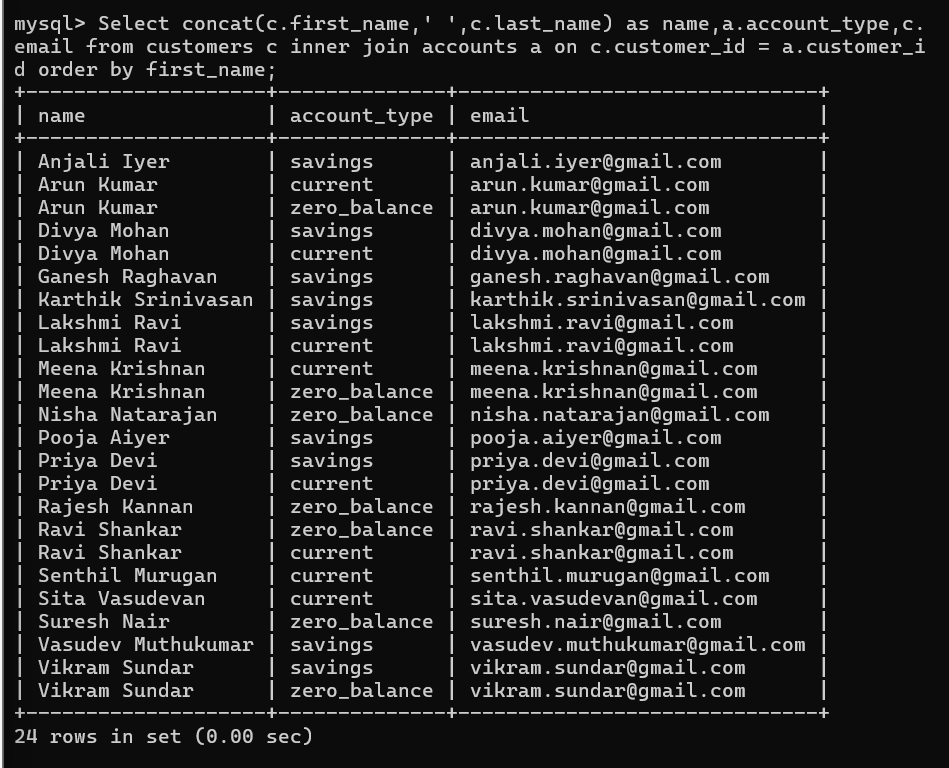 mysql> Select concat(c.first_name,' ',c.last_name) as name,a.account_type,c.
email from customers c inner join accounts a on c.customer_id = a.customer_i
d order by first_name;
+--------------------+--------------+------------------------------+
| name               | account_type | email                        |
+--------------------+--------------+------------------------------+
| Anjali Iyer        | savings      | anjali.iyer@gmail.com        |
| Arun Kumar         | current      | arun.kumar@gmail.com         |
| Arun Kumar         | zero_balance | arun.kumar@gmail.com         |
| Divya Mohan        | savings      | divya.mohan@gmail.com        |
| Divya Mohan        | current      | divya.mohan@gmail.com        |
| Ganesh Raghavan    | savings      | ganesh.raghavan@gmail.com    |
| Karthik Srinivasan | savings      | karthik.srinivasan@gmail.com |
| Lakshmi Ravi       | savings      | lakshmi.ravi@gmail.com       |
| Lakshmi Ravi       | current      | lakshmi.ravi@gmail.com       |
| Meena Krishnan     | current      | meena.krishnan@gmail.com     |
| Meena Krishnan     | zero_balance | meena.krishnan@gmail.com     |
| Nisha Natarajan    | zero_balance | nisha.natarajan@gmail.com    |
| Pooja Aiyer        | savings      | pooja.aiyer@gmail.com        |
| Priya Devi         | savings      | priya.devi@gmail.com         |
| Priya Devi         | current      | priya.devi@gmail.com         |
| Rajesh Kannan      | zero_balance | rajesh.kannan@gmail.com      |
| Ravi Shankar       | zero_balance | ravi.shankar@gmail.com       |
| Ravi Shankar       | current      | ravi.shankar@gmail.com       |
| Senthil Murugan    | current      | senthil.murugan@gmail.com    |
| Sita Vasudevan     | current      | sita.vasudevan@gmail.com     |
| Suresh Nair        | zero_balance | suresh.nair@gmail.com        |
| Vasudev Muthukumar | savings      | vasudev.muthukumar@gmail.com |
| Vikram Sundar      | savings      | vikram.sundar@gmail.com      |
| Vikram Sundar      | zero_balance | vikram.sundar@gmail.com      |
+--------------------+--------------+------------------------------+
24 rows in set (0.00 sec)